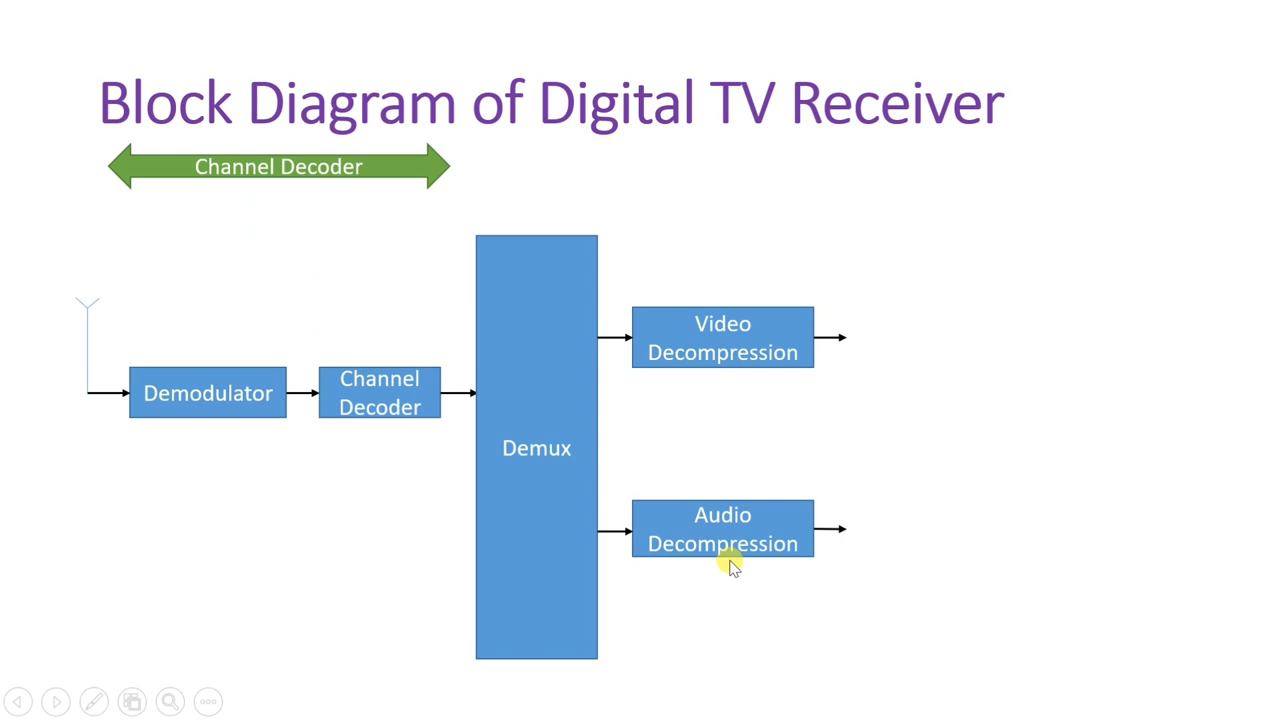 Block Diagram of Digital TV Receiver
Channel Decoder
Demodulator
Channel
Decoder
Demux
Video
Decompression
Audio
Decompression